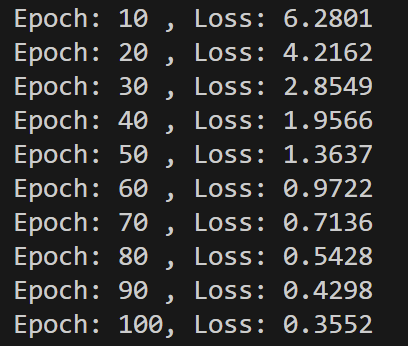 Epoch: 10 , Loss: 6.2801
Epoch: 20 , Loss: 4.2162
Epoch: 30 , Loss: 2.8549
Epoch: 40 , Loss: 1.9566
Epoch: 50 , Loss: 1.3637
Epoch: 60 , Loss: 0.9722
Epoch: 70 , Loss: 0.7136
Epoch: 80 , Loss: 0.5428
Epoch: 90 , Loss: 0.4298
Epoch: 100, Loss: 0.3552